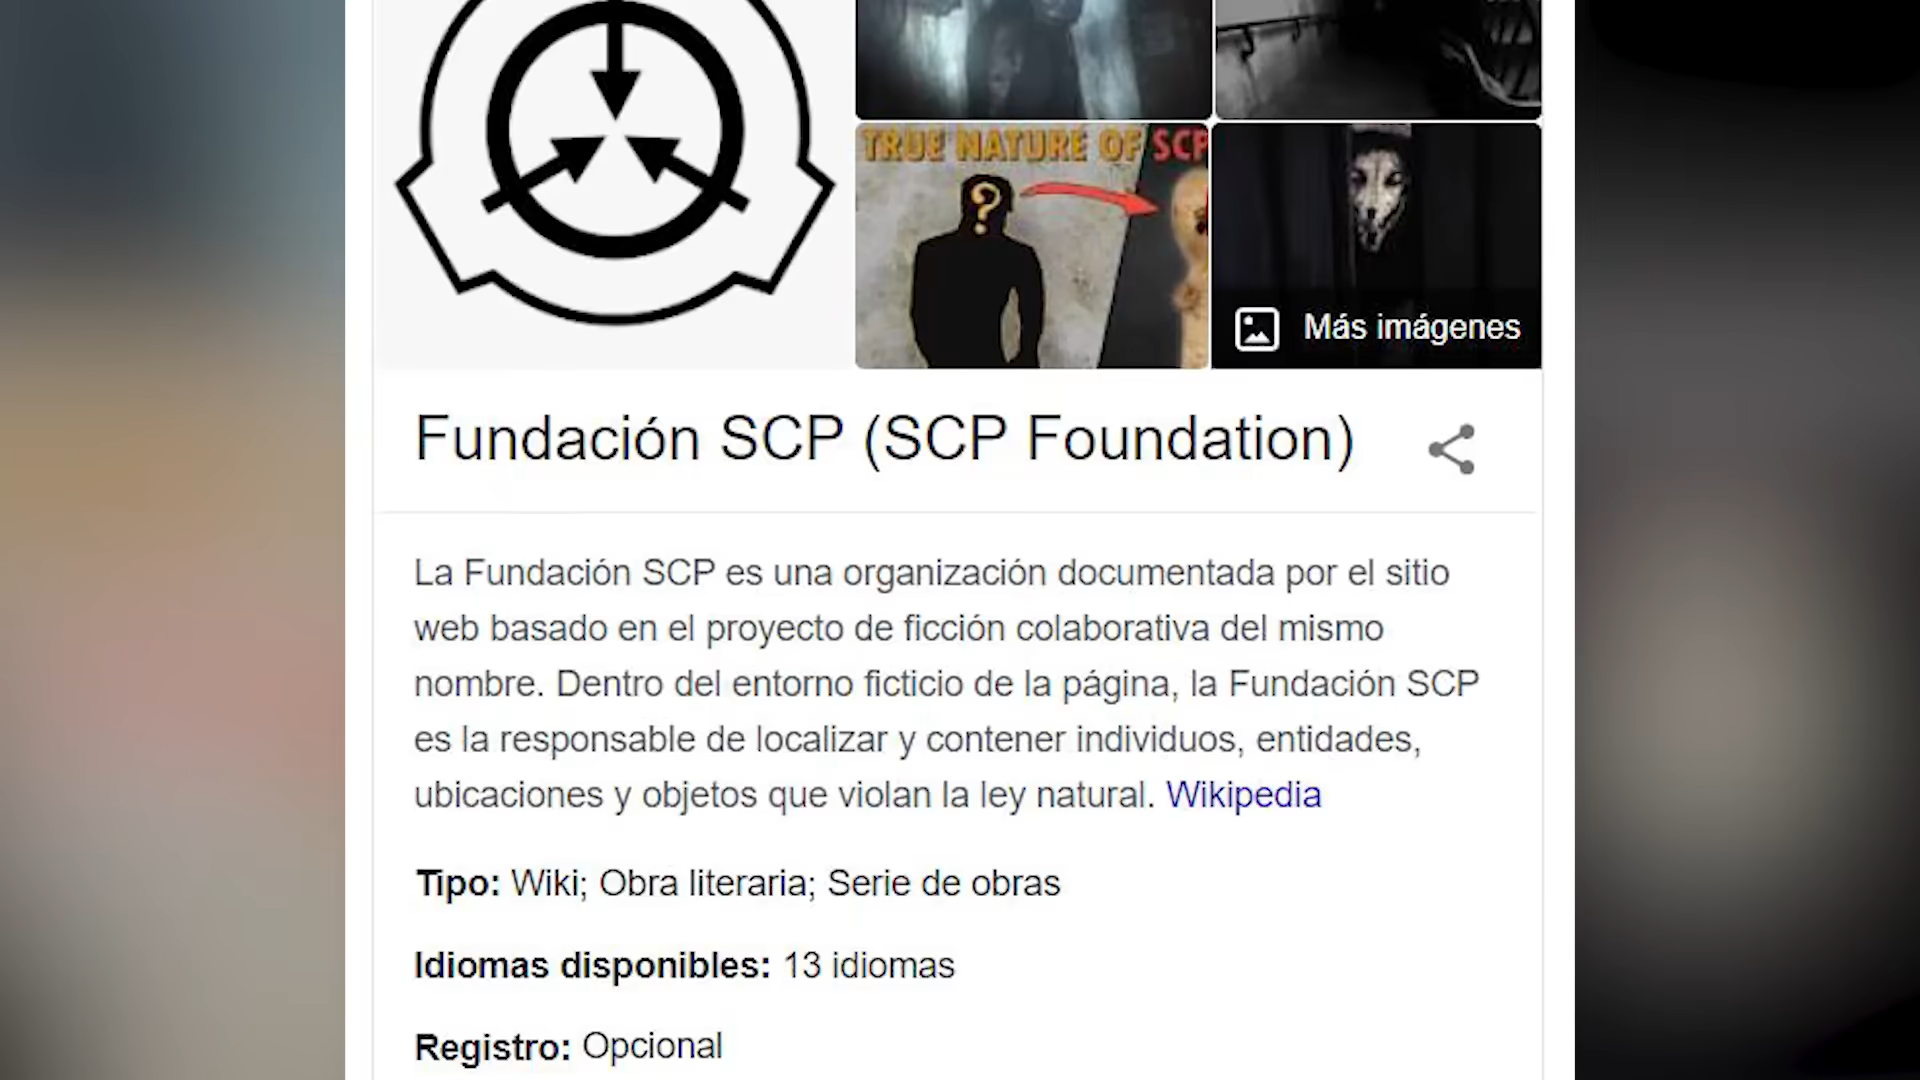 TRUE NATURE OF SCP
?
Más imágenes
Fundación SCP (SCP Foundation)
La Fundación SCP es una organización documentada por el sitio
web basado en el proyecto de ficción colaborativa del mismo
nombre. Dentro del entorno ficticio de la página, la Fundación SCP
es la responsable de localizar y contener individuos, entidades,
ubicaciones y objetos que violan la ley natural. Wikipedia
Tipo: Wiki; Obra literaria; Serie de obras
Idiomas disponibles: 13 idiomas
Registro: Opcional